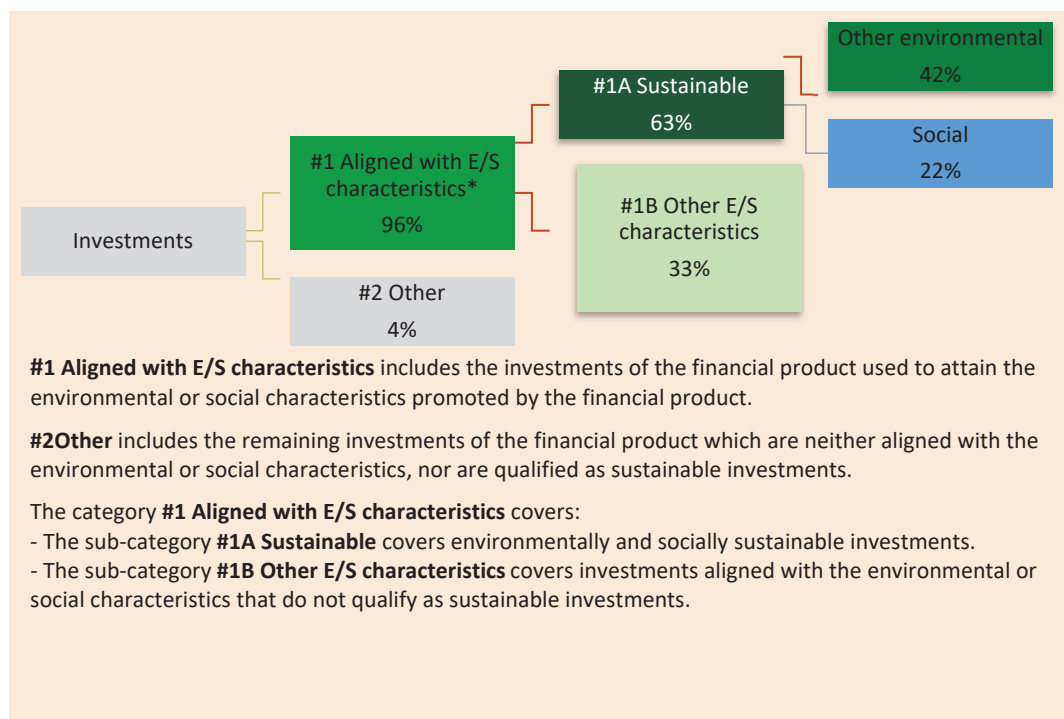 Other environmental
42%
#1A Sustainable
63%
Social
22%
#1 Aligned with E/S
characteristics*
96%
#1B Other E/S
characteristics
33%
Investments
#2 Other
4%
#1 Aligned with E/S characteristics includes the investments of the financial product used to attain the
environmental or social characteristics promoted by the financial product.
#2Other includes the remaining investments of the financial product which are neither aligned with the
environmental or social characteristics, nor are qualified as sustainable investments.
The category #1 Aligned with E/S characteristics covers:
- The sub-category #1A Sustainable covers environmentally and socially sustainable investments.
- The sub-category #1B Other E/S characteristics covers investments aligned with the environmental or
social characteristics that do not qualify as sustainable investments.